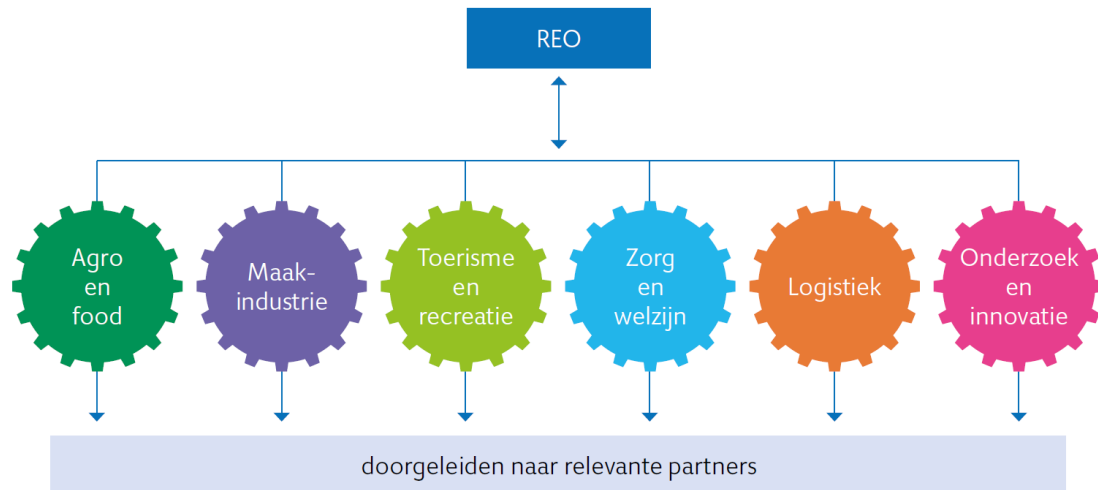 REO
Agro
en
food
Maak-
industrie
Toerisme
en
recreatie
Zorg
en
welzijn
Logistiek
Onderzoek
en
innovatie
doorgeleiden naar relevante partners